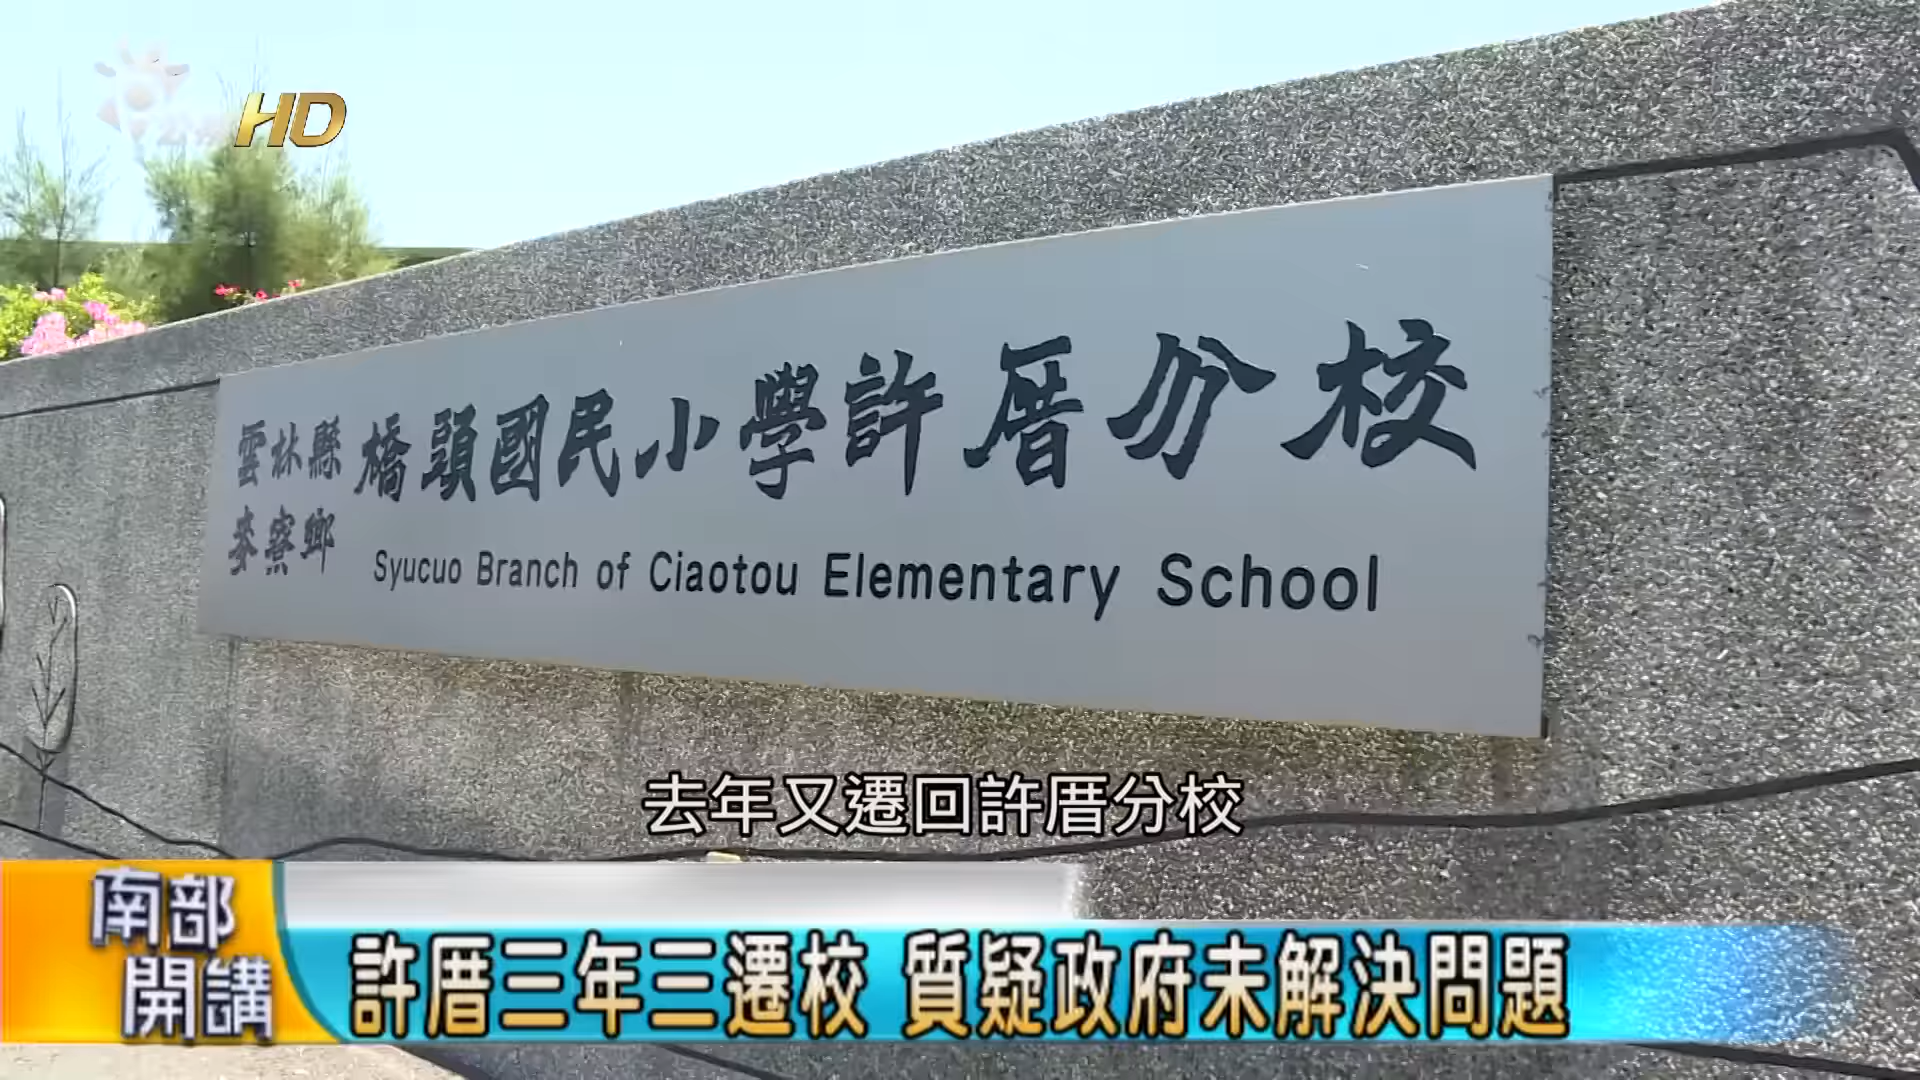 HD
雲林縣
麥寮鄉
橋頭國民小學許厝分校
Syucuo Branch of Ciaotou Elementary School
去年又遷回許厝分校
南部
開講
許厝三年三遷校 質疑政府未解決問題